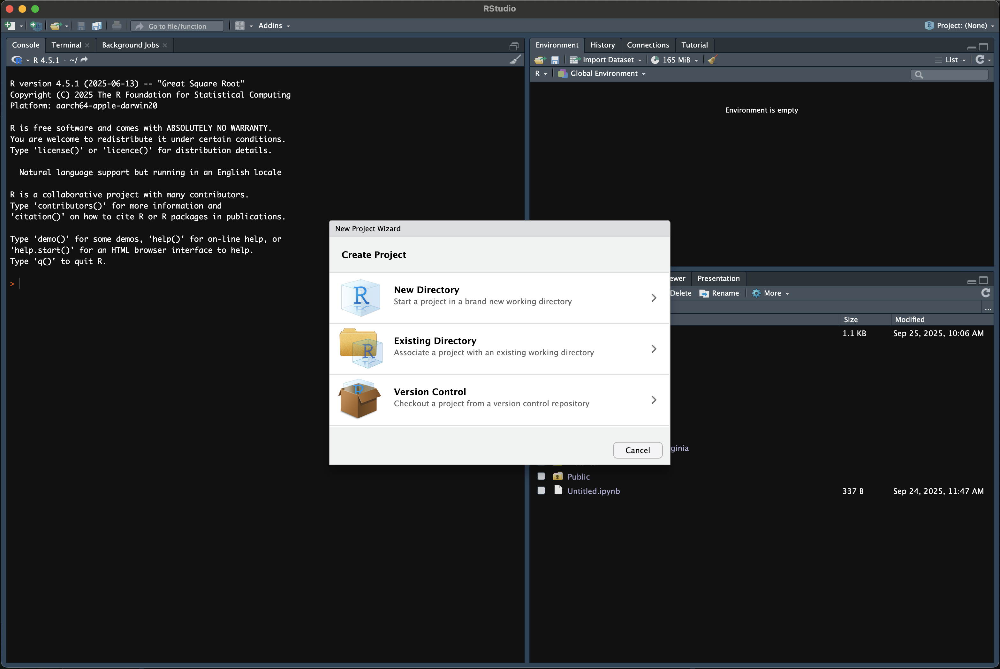 RStudio
Go to file/function
Addins
Project: (None)
Console
Terminal
Background Jobs
R 4.5.1 · ~/
R version 4.5.1 (2025-06-13) -- "Great Square Root"
Copyright (C) 2025 The R Foundation for Statistical Computing
Platform: aarch64-apple-darwin20
R is free software and comes with ABSOLUTELY NO WARRANTY.
You are welcome to redistribute it under certain conditions.
Type 'license()' or 'licence()' for distribution details.
Natural language support but running in an English locale
R is a collaborative project with many contributors.
Type 'contributors()' for more information and
'citation()' on how to cite R or R packages in publications.
Type 'demo()' for some demos, 'help()' for on-line help, or
'help.start()' for an HTML browser interface to help.
Type 'q()' to quit R.
>
Environment
History
Connections
Tutorial
Import Dataset
165 MiB
List
R
Global Environment
Environment is empty
New Project Wizard
Create Project
R
New Directory
Start a project in a brand new working directory
R
Existing Directory
Associate a project with an existing working directory
R
Version Control
Checkout a project from a version control repository
Cancel
ewer
Presentation
Delete
Rename
More
...
Size
Modified
1.1 KB
Sep 25, 2025, 10:06 AM
ginia
Public
Untitled.ipynb
337 B
Sep 24, 2025, 11:47 AM